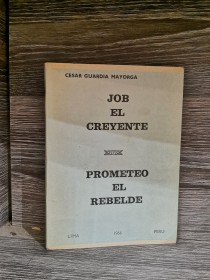 CESAR GUARDIA MAYORGA
JOB
EL
CREYENTE
PROMETEO
EL
REBELDE
LIMA PERU